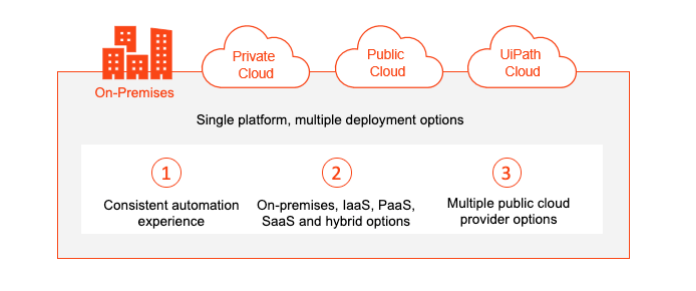 Private
Cloud
Public
Cloud
UiPath
Cloud
On-Premises
Single platform, multiple deployment options
1
2
3
Consistent automation
experience
On-premises, IaaS, PaaS,
SaaS and hybrid options
Multiple public cloud
provider options